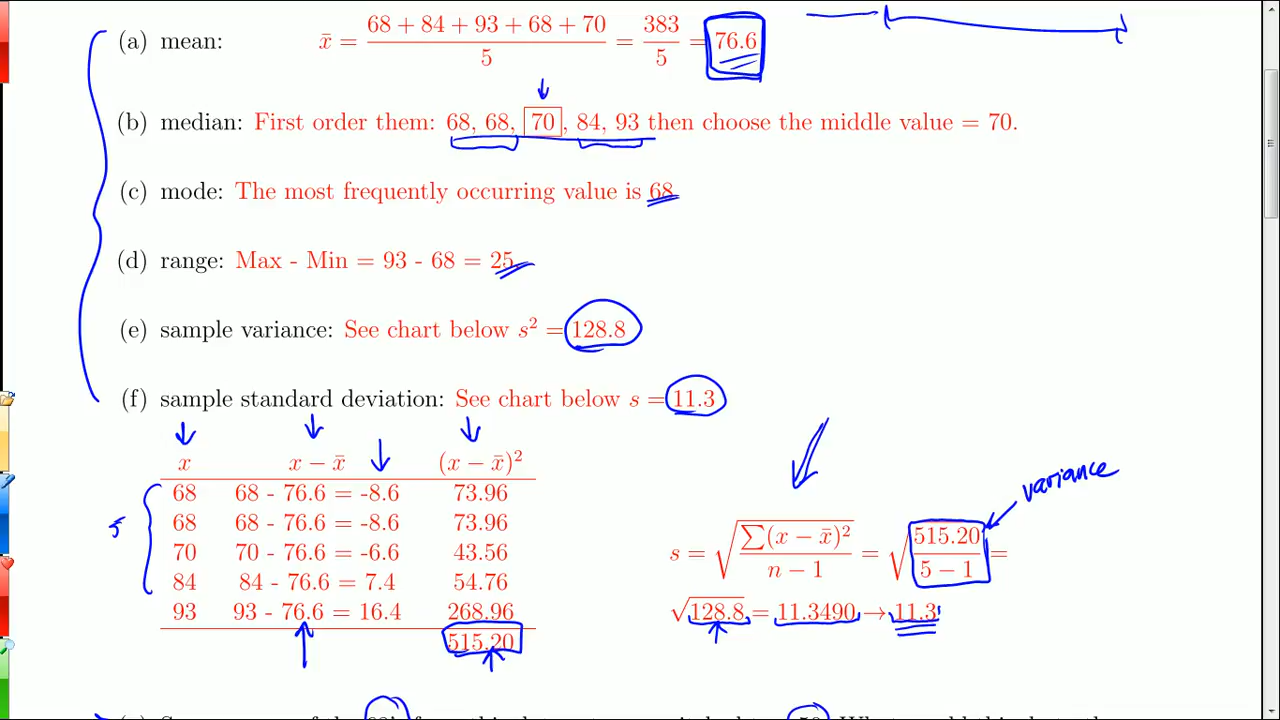 (a) mean: x̄ = (68 + 84 + 93 + 68 + 70)/5 = 383/5 = 76.6
(b) median: First order them: 68, 68, 70, 84, 93 then choose the middle value = 70.
(c) mode: The most frequently occurring value is 68
(d) range: Max - Min = 93 - 68 = 25
(e) sample variance: See chart below s² = 128.8
(f) sample standard deviation: See chart below s = 11.3
x x − x̄ (x − x̄)²
68 68 - 76.6 = -8.6 73.96
68 68 - 76.6 = -8.6 73.96
70 70 - 76.6 = -6.6 43.56
84 84 - 76.6 = 7.4 54.76
93 93 - 76.6 = 16.4 268.96
515.20
5
variance
s = √(∑(x − x̄)²/(n − 1)) = √(515.20/(5 − 1)) =
√128.8 = 11.3490 → 11.3